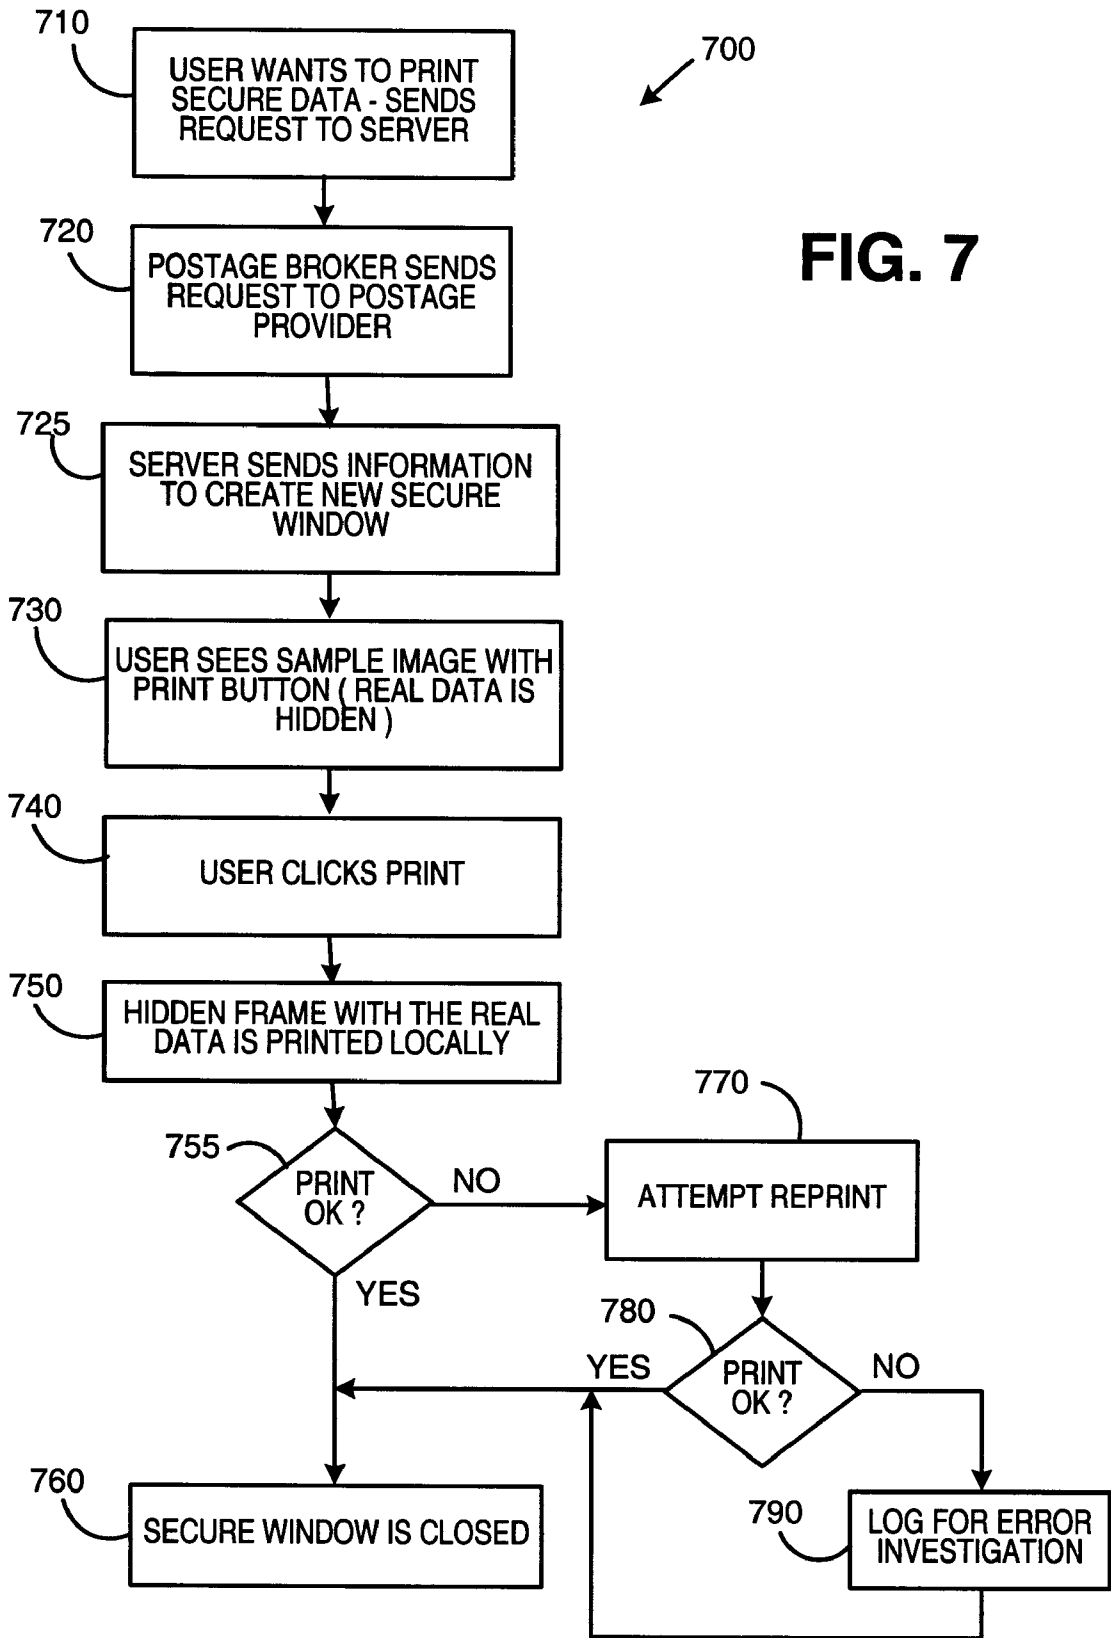 710
USER WANTS TO PRINT
SECURE DATA - SENDS
REQUEST TO SERVER
700
720
POSTAGE BROKER SENDS
REQUEST TO POSTAGE
PROVIDER
FIG. 7
725
SERVER SENDS INFORMATION
TO CREATE NEW SECURE
WINDOW
730
USER SEES SAMPLE IMAGE WITH
PRINT BUTTON ( REAL DATA IS
HIDDEN )
740
USER CLICKS PRINT
750
HIDDEN FRAME WITH THE REAL
DATA IS PRINTED LOCALLY
755
PRINT
OK ?
NO
YES
770
ATTEMPT REPRINT
780
PRINT
OK ?
YES
NO
760
SECURE WINDOW IS CLOSED
790
LOG FOR ERROR
INVESTIGATION